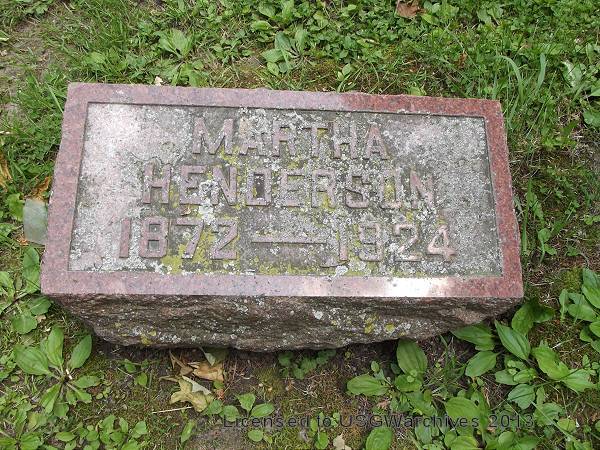 MARTHA
HENDERSON
1872 — 1924
Licensed to USGWarchives 2013